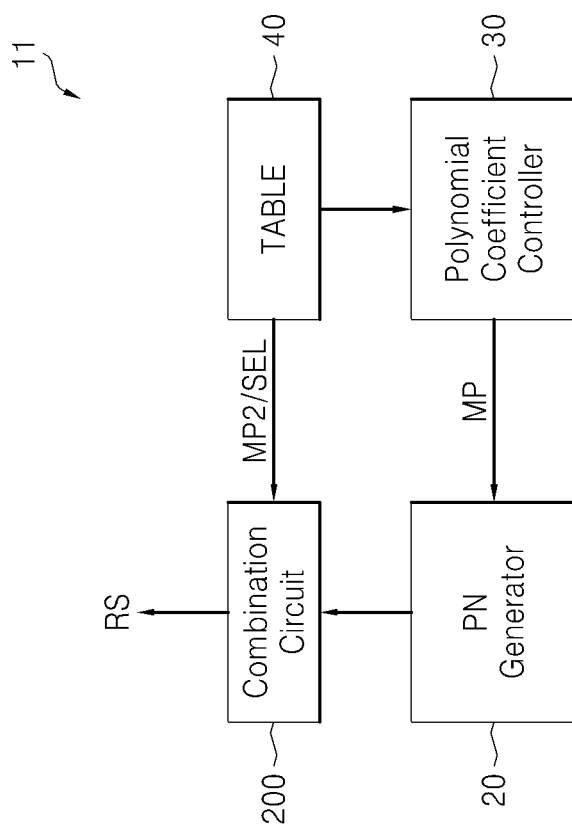 11
RS
200
Combination
Circuit
MP2/SEL
TABLE
40
20
PN
Generator
MP
Polynomial
Coefficient
Controller
30